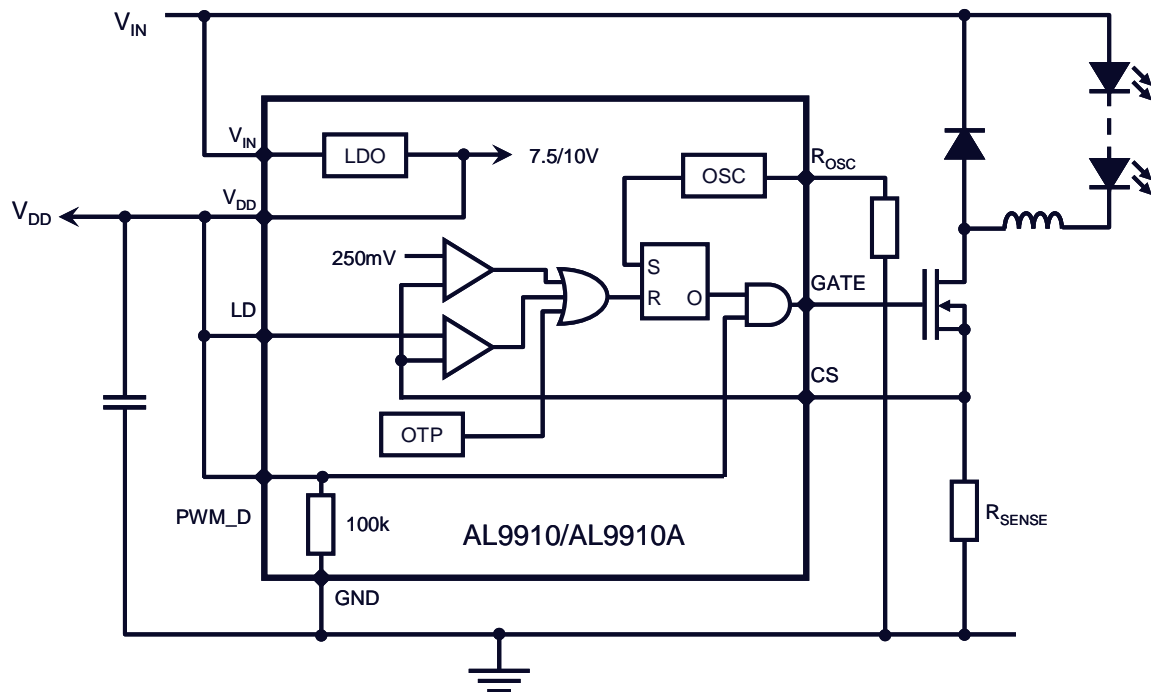 VIN
VIN
LDO
7.5/10V
ROSC
OSC
VDD
VDD
250mV
S
R
O
GATE
LD
CS
OTP
PWM_D
100k
AL9910/AL9910A
RSENSE
GND